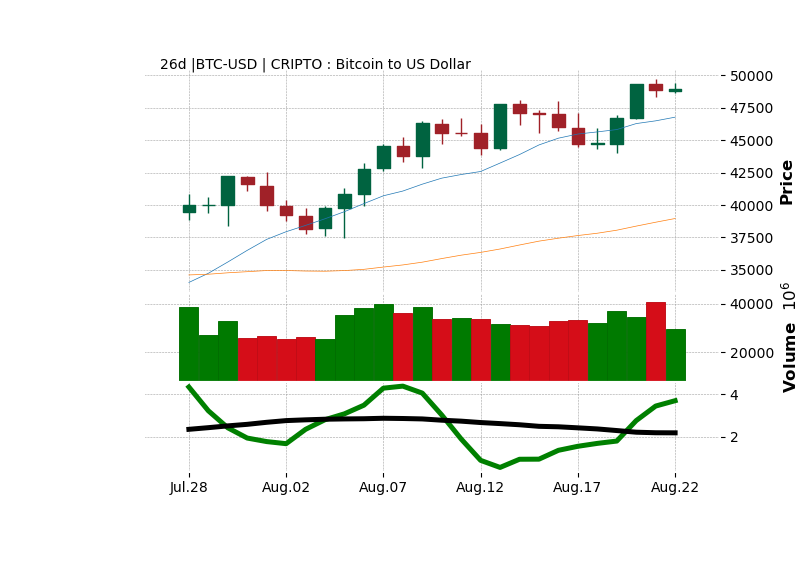 26d |BTC-USD | CRIPTO : Bitcoin to US Dollar
50000
47500
45000
42500
40000
37500
35000
Price
40000
20000
Volume 10^6
4
2
Jul.28 Aug.02 Aug.07 Aug.12 Aug.17 Aug.22